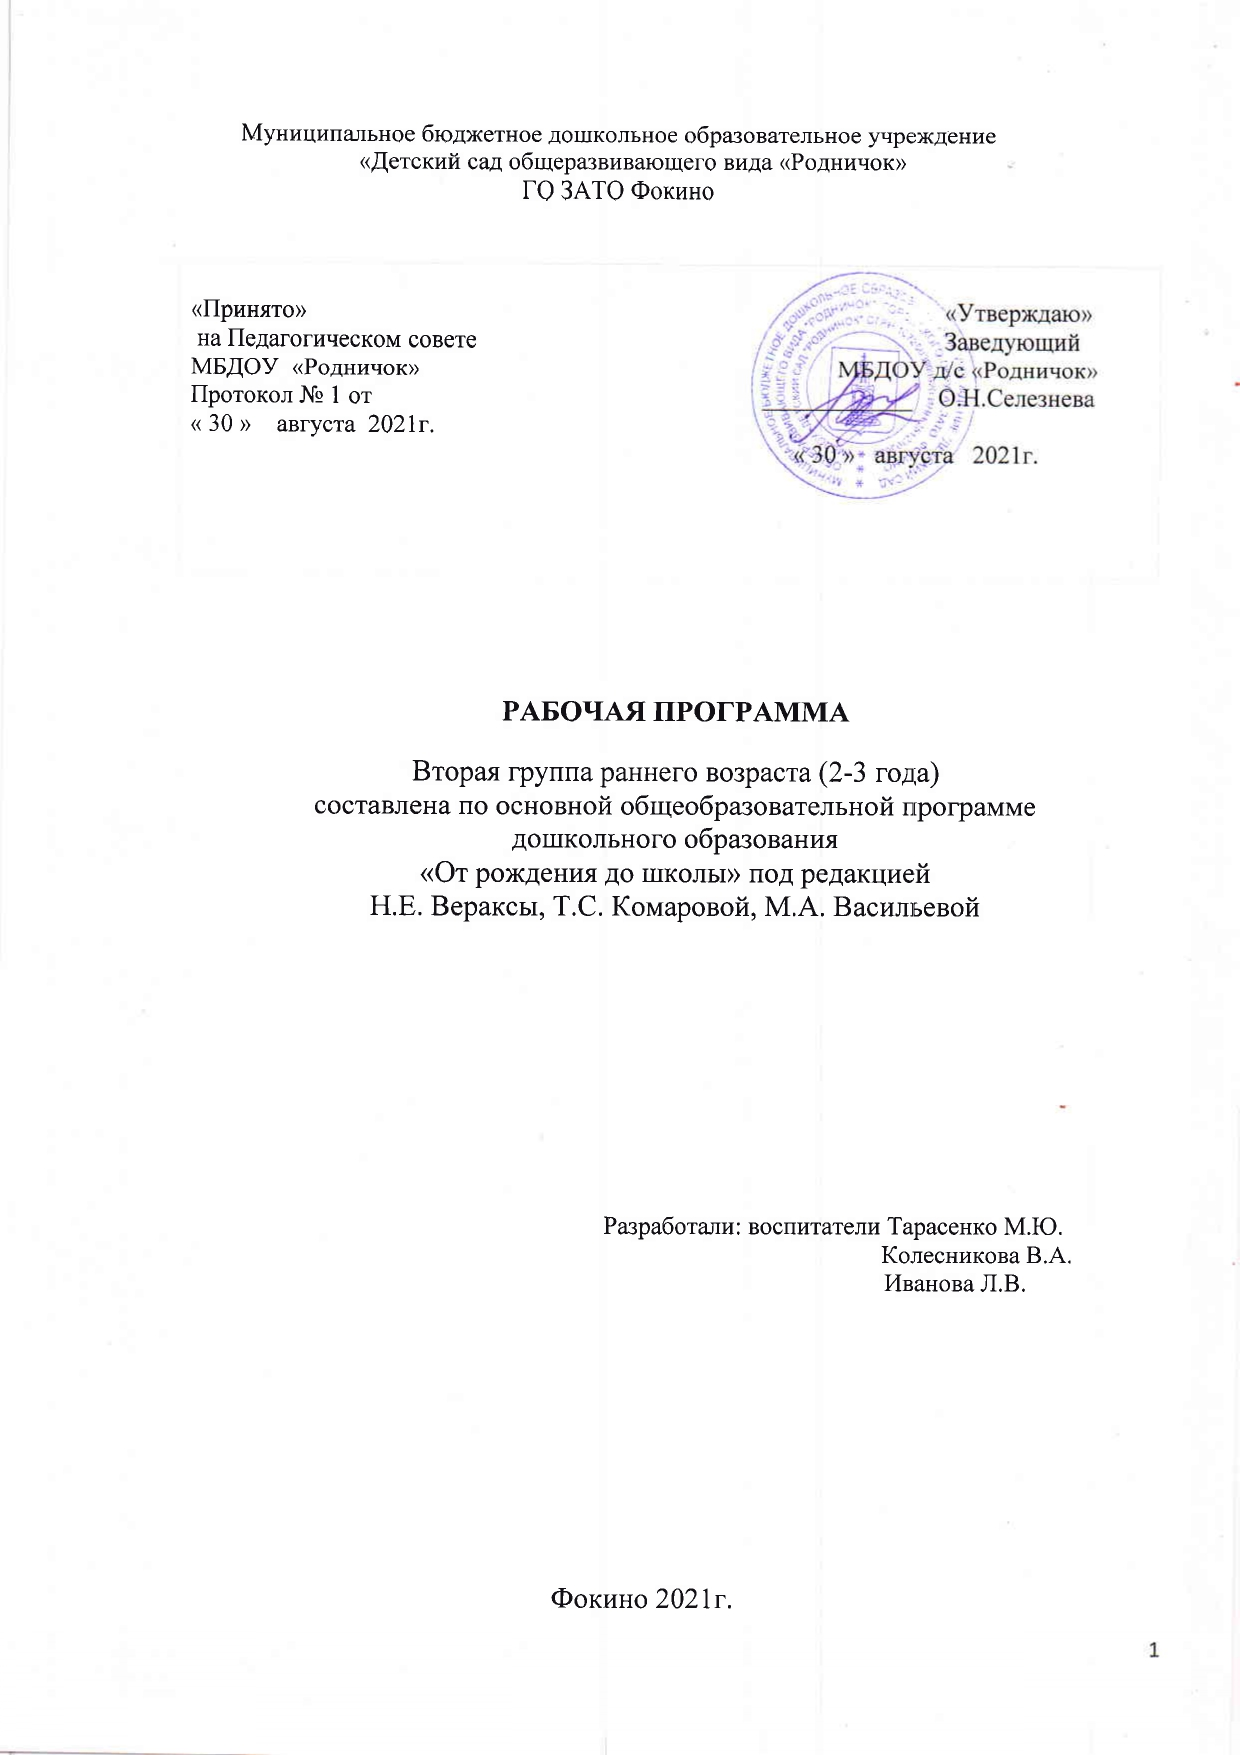 Муниципальное бюджетное дошкольное образовательное учреждение
«Детский сад общеразвивающего вида «Родничок»
ГО ЗАТО Фокино
«Принято»
на Педагогическом совете
МБДОУ «Родничок»
Протокол № 1 от
« 30 » августа 2021г.
«Утверждаю»
Заведующий
МБДОУ д/с «Родничок»
О.Н.Селезнева
« 30 » августа 2021г.
РАБОЧАЯ ПРОГРАММА
Вторая группа раннего возраста (2-3 года)
составлена по основной общеобразовательной программе
дошкольного образования
«От рождения до школы» под редакцией
Н.Е. Вераксы, Т.С. Комаровой, М.А. Васильевой
Разработали: воспитатели Тарасенко М.Ю.
Колесникова В.А.
Иванова Л.В.
Фокино 2021г.
1